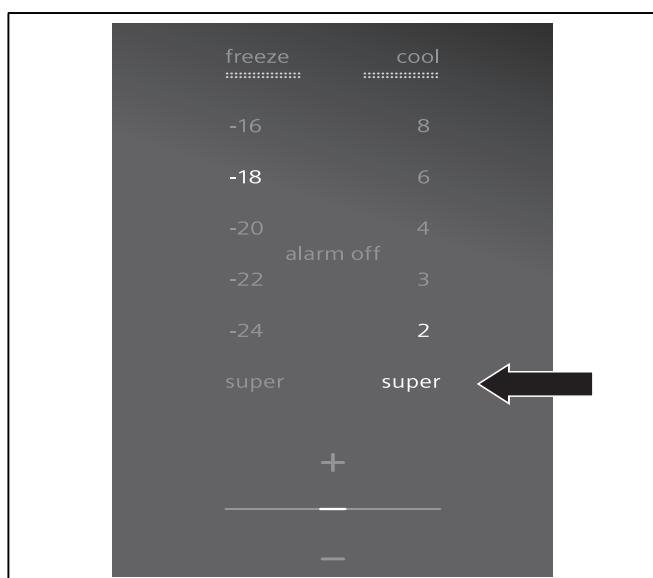 freeze cool
-16 8
-18 6
-20 4
alarm off
-22 3
-24 2
super super
+
−